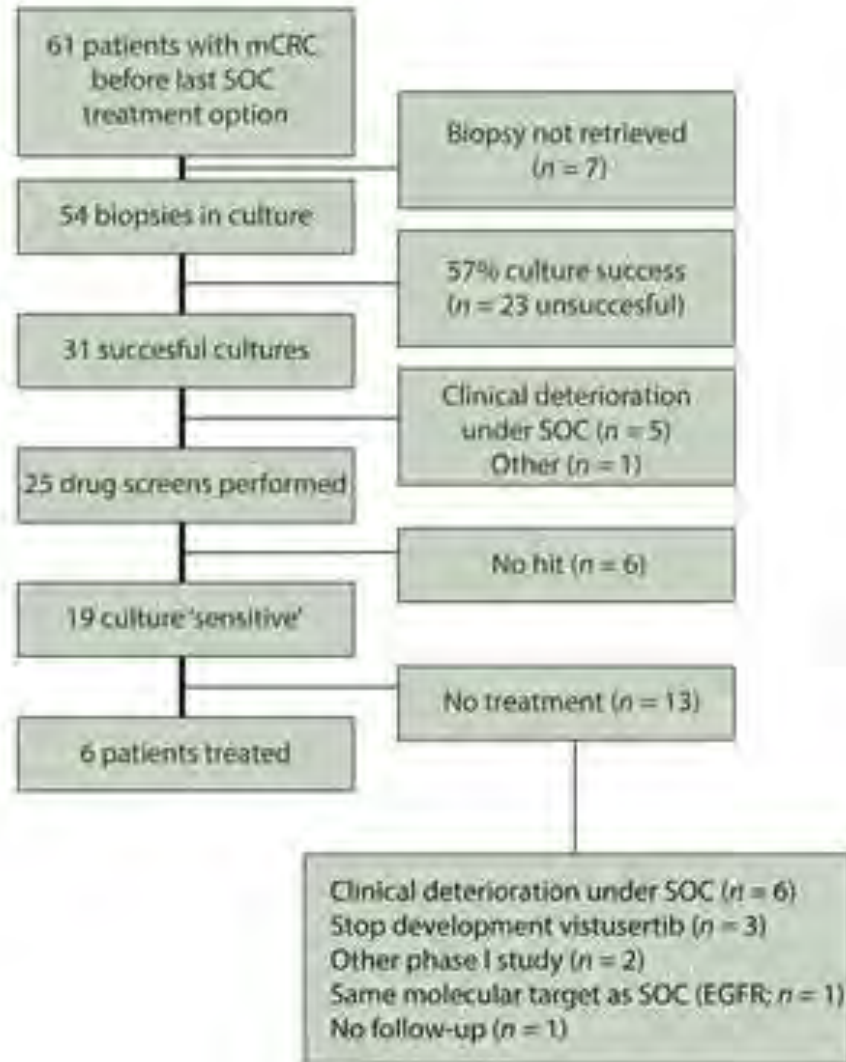 61 patients with mCRC
before last SOC
treatment option
Biopsy not retrieved
(n = 7)
54 biopsies in culture
57% culture success
(n = 23 unsuccesful)
31 succesful cultures
Clinical deterioration
under SOC (n = 5)
Other (n = 1)
25 drug screens performed
No hit (n = 6)
19 culture 'sensitive'
No treatment (n = 13)
6 patients treated
Clinical deterioration under SOC (n = 6)
Stop development vistusertib (n = 3)
Other phase I study (n = 2)
Same molecular target as SOC (EGFR; n = 1)
No follow-up (n = 1)